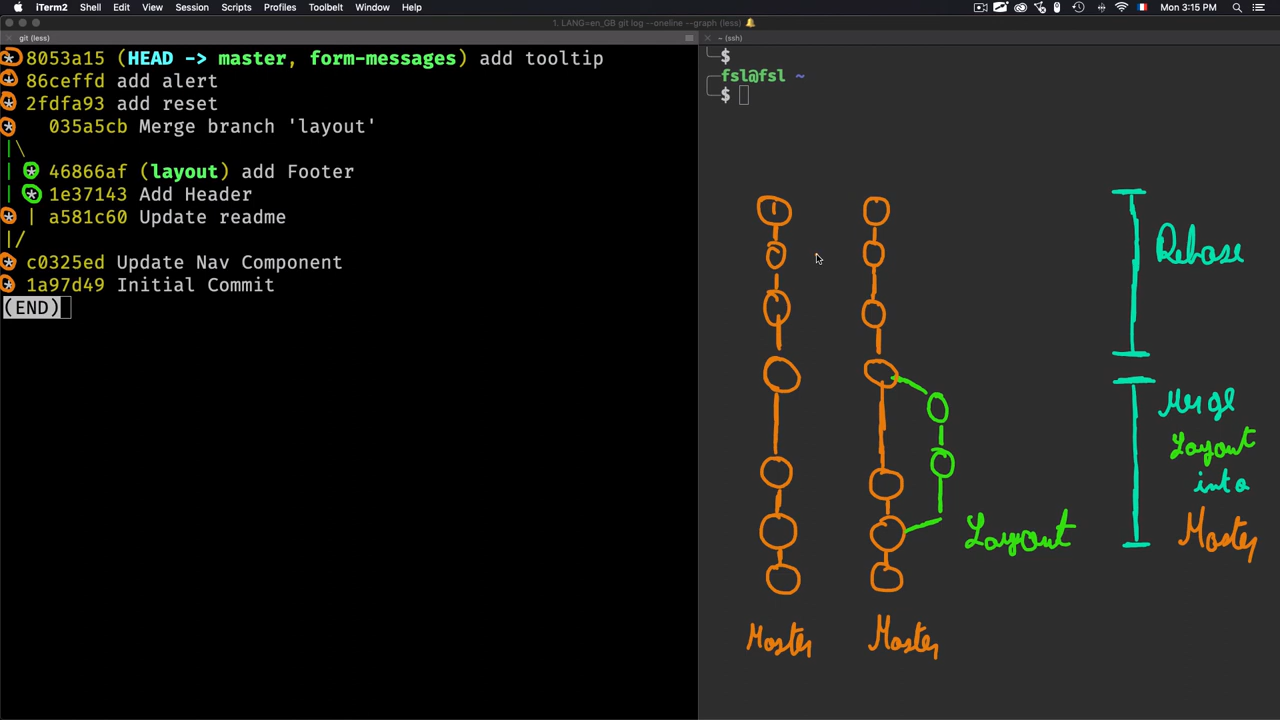 iTerm2 Shell Edit View Session Scripts Profiles Toolbelt Window Help
Mon 3:15 PM
1. LANG=en_GB git log --oneline --graph (less)
git (less)
~ (ssh)
* 8053a15 (HEAD -> master, form-messages) add tooltip
* 86ceffd add alert
* 2fdfa93 add reset
*   035a5cb Merge branch 'layout'
|\
| * 46866af (layout) add Footer
| * 1e37143 Add Header
* | a581c60 Update readme
|/
* c0325ed Update Nav Component
* 1a97d49 Initial Commit
(END)
$
fsl@fsl ~
$
Rebase
Merge
Layout
into
Master
Layout
Master
Master